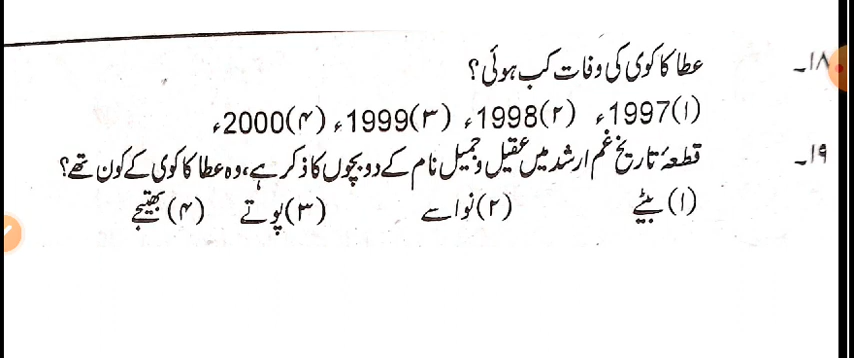 ۱۸۔ عطا کاکوی کی وفات کب ہوئی؟
(۱)1997ء (۲)1998ء (۳)1999ء (۴)2000ء
۱۹۔ قطعۂ تاریخ غم ارشد میں عقیل و جمیل نام کے دو بچوں کا ذکر ہے، وہ عطا کاکوی کے کون تھے؟
(۱) بیٹے (۲) نواسے (۳) پوتے (۴) بھتیجے